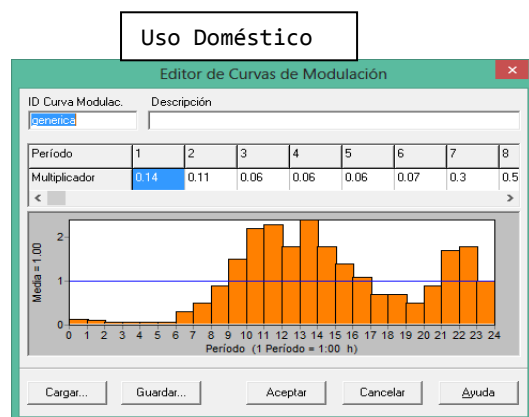 Uso Doméstico
Editor de Curvas de Modulación
ID Curva Modulac. Descripción
generica
Período 1 2 3 4 5 6 7 8
Multiplicador 0.14 0.11 0.06 0.06 0.06 0.07 0.3 0.5
Media = 1.00
2
1
0
0 1 2 3 4 5 6 7 8 9 10 11 12 13 14 15 16 17 18 19 20 21 22 23 24
Período (1 Período = 1:00 h)
Cargar... Guardar... Aceptar Cancelar Ayuda